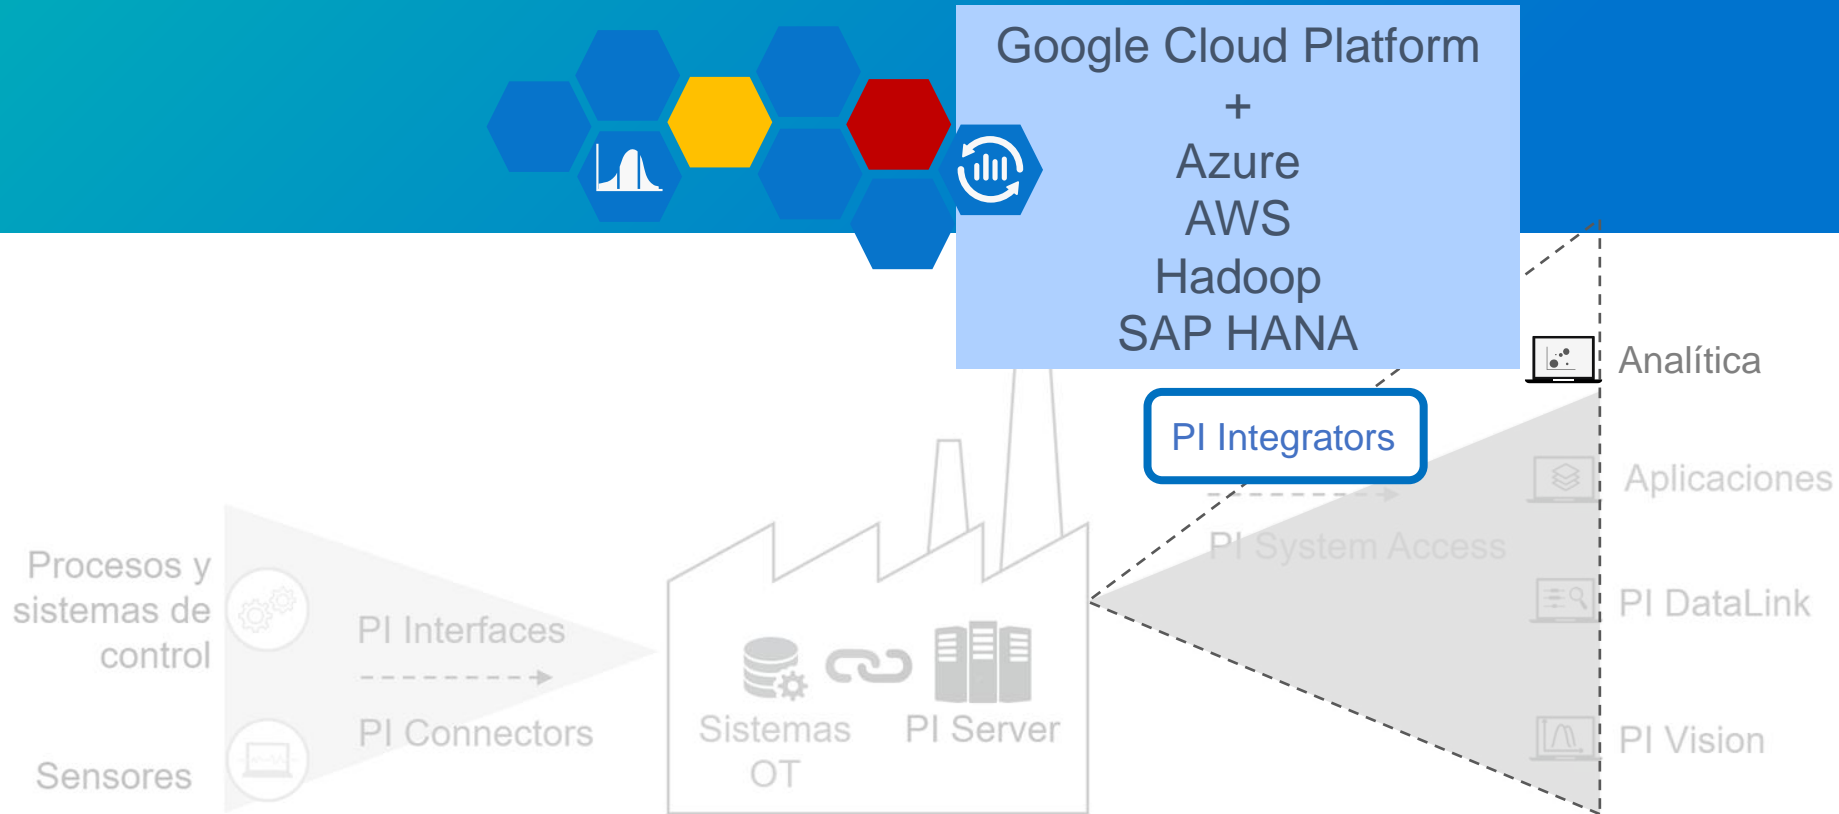 Google Cloud Platform
+
Azure
AWS
Hadoop
SAP HANA
Analítica
PI Integrators
Aplicaciones
PI System Access
Procesos y
sistemas de
control
PI Interfaces
PI DataLink
PI Connectors
Sistemas
OT
PI Server
PI Vision
Sensores